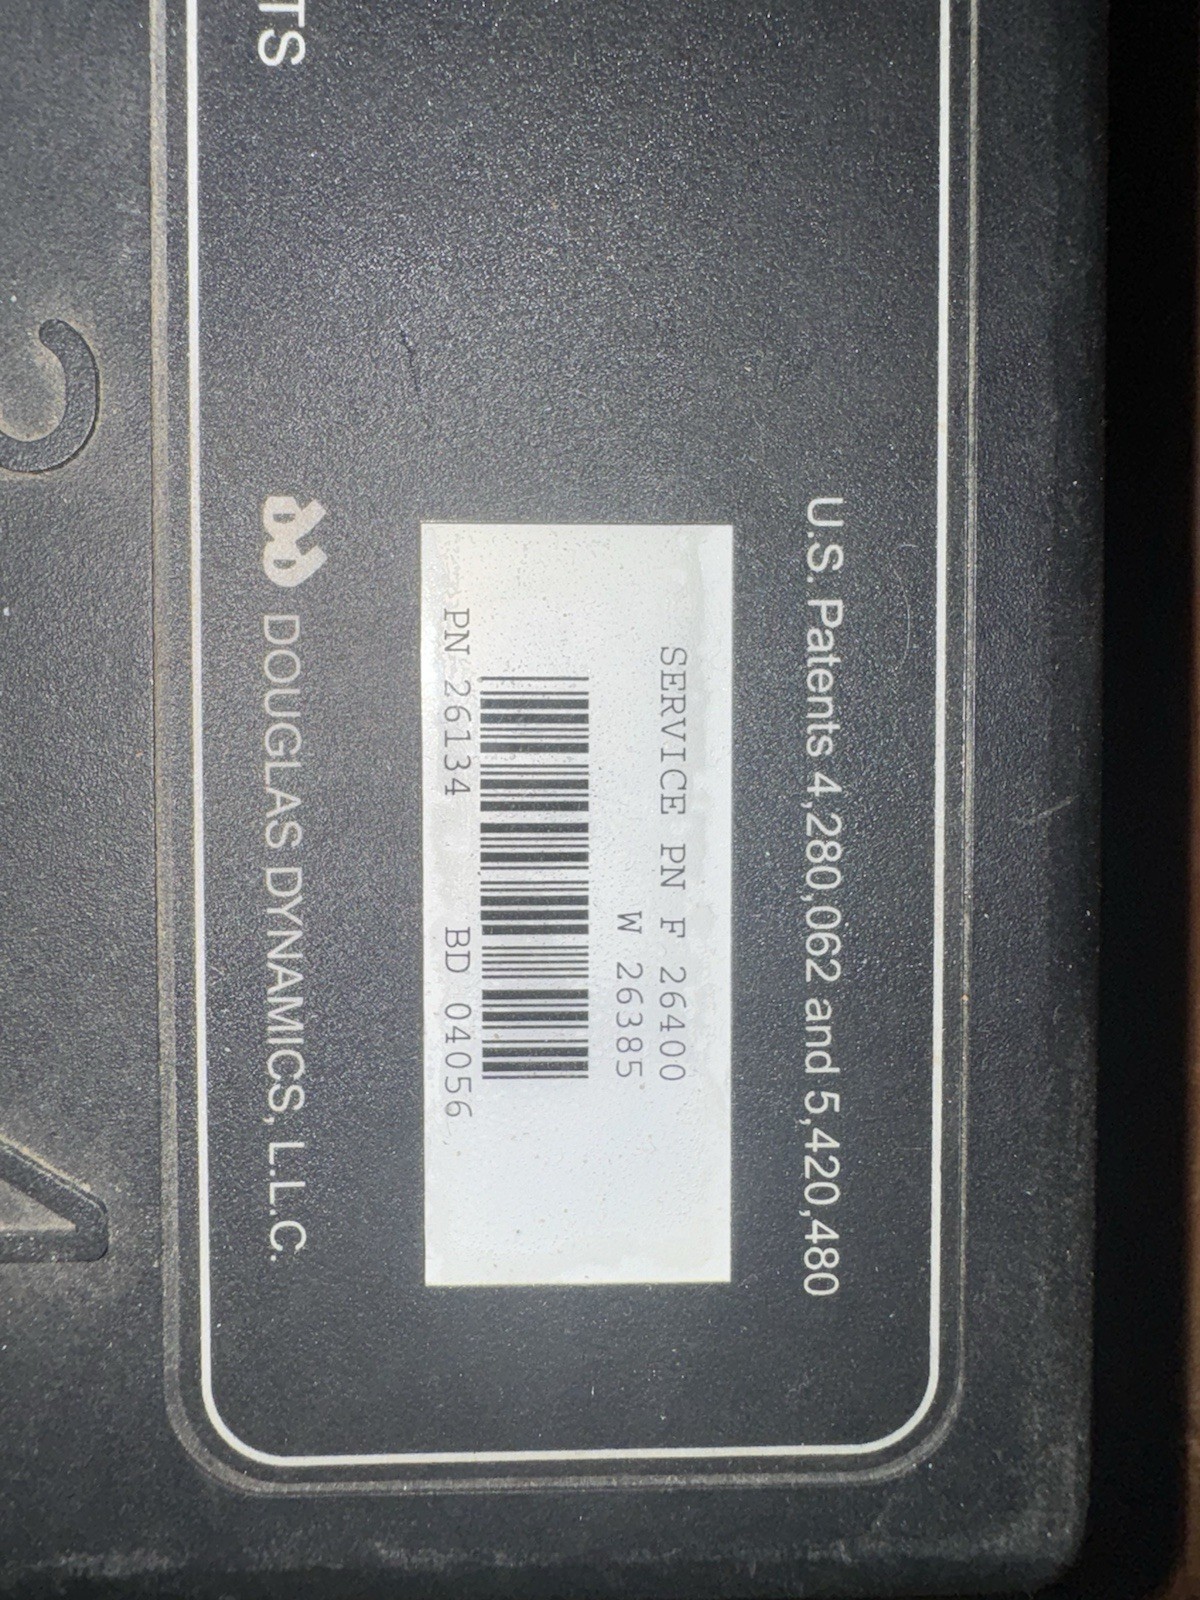 U.S. Patents 4,280,062 and 5,420,480
SERVICE PN F 26400
W 26385
PN 26134 BD 04056
DOUGLAS DYNAMICS, L.L.C.